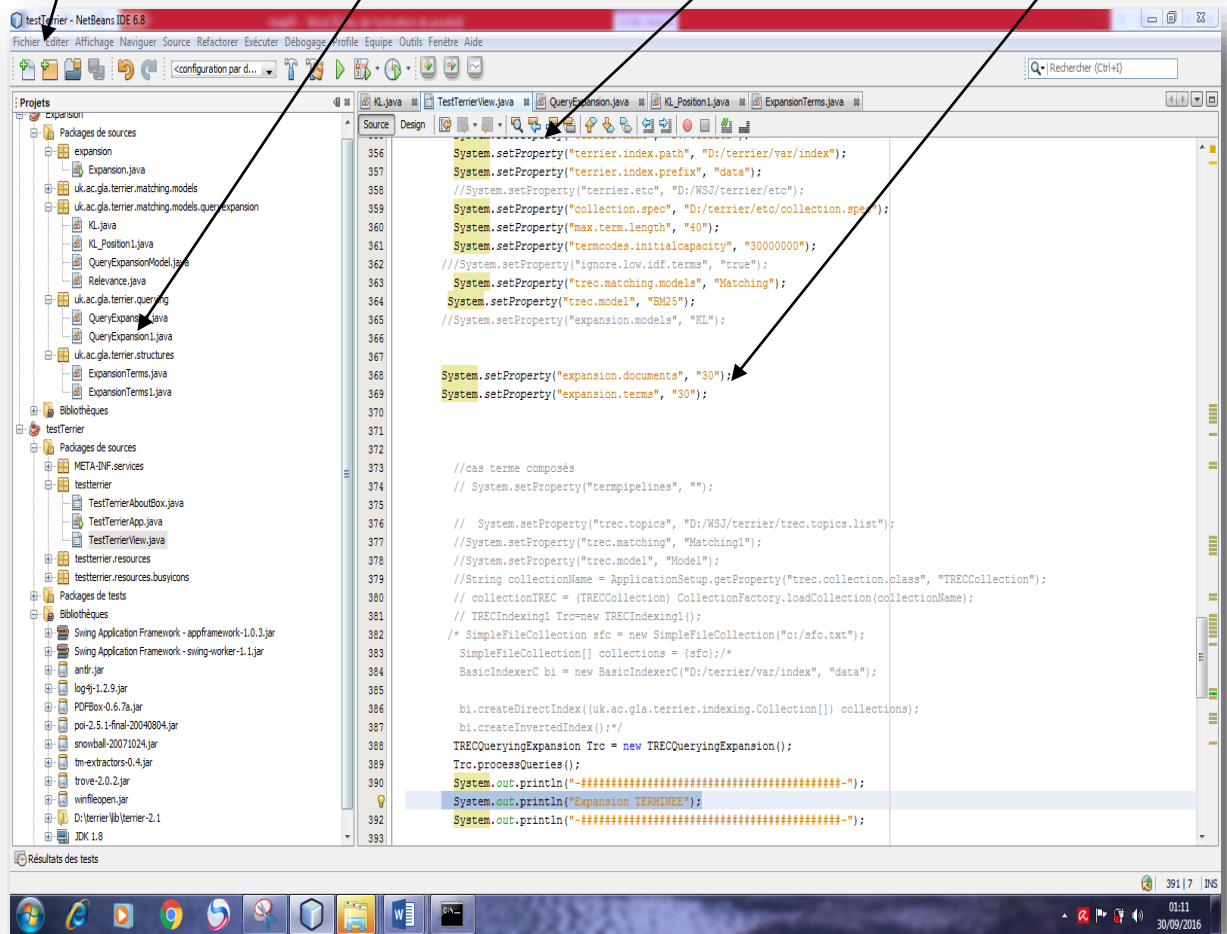 testTerrier - NetBeans IDE 6.8
Fichier Editer Affichage Naviguer Source Refactorer Exécuter Débogage Profile Equipe Outils Fenêtre Aide
<configuration par d...
Rechercher (Ctrl+I)
Projets
KL.java TestTerrierView.java QueryExpansion.java KL_Position1.java ExpansionTerms.java
Source Design
Expansion
Packages de sources
expansion
Expansion.java
uk.ac.gla.terrier.matching.models
uk.ac.gla.terrier.matching.models.queryexpansion
KL.java
KL_Position1.java
QueryExpansionModel.java
Relevance.java
uk.ac.gla.terrier.querying
QueryExpansion.java
QueryExpansion1.java
uk.ac.gla.terrier.structures
ExpansionTerms.java
ExpansionTerms1.java
Bibliothèques
testTerrier
Packages de sources
META-INF.services
testterrier
TestTerrierAboutBox.java
TestTerrierApp.java
TestTerrierView.java
testterrier.resources
testterrier.resources.busyicons
Packages de tests
Bibliothèques
Swing Application Framework - appframework-1.0.3.jar
Swing Application Framework - swing-worker-1.1.jar
antlr.jar
log4j-1.2.9.jar
PDFBox-0.6.7a.jar
poi-2.5.1-final-20040804.jar
snowball-20071024.jar
tm-extractors-0.4.jar
trove-2.0.2.jar
winfileopen.jar
D:\terrier\lib\terrier-2.1
JDK 1.8
356 System.setProperty("terrier.index.path", "D:/terrier/var/index");
357 System.setProperty("terrier.index.prefix", "data");
358 //System.setProperty("terrier.etc", "D:/WSJ/terrier/etc");
359 System.setProperty("collection.spec", "D:/terrier/etc/collection.spec");
360 System.setProperty("max.term.length", "40");
361 System.setProperty("termcodes.initialcapacity", "30000000");
362 ///System.setProperty("ignore.low.idf.terms", "true");
363 System.setProperty("trec.matching.models", "Matching");
364 System.setProperty("trec.model", "BM25");
365 //System.setProperty("expansion.models", "KL");
366
367
368 System.setProperty("expansion.documents", "30");
369 System.setProperty("expansion.terms", "30");
370
371
372
373 //cas terme composés
374 // System.setProperty("termpipelines", "");
375
376 // System.setProperty("trec.topics", "D:/WSJ/terrier/trec.topics.list");
377 //System.setProperty("trec.matching", "Matching1");
378 //System.setProperty("trec.model", "Model");
379 //String collectionName = ApplicationSetup.getProperty("trec.collection.class", "TRECCollection");
380 // collectionTREC = (TRECCollection) CollectionFactory.loadCollection(collectionName);
381 // TRECIndexing1 Trc=new TRECIndexing1();
382 /* SimpleFileCollection sfc = new SimpleFileCollection("c:/sfc.txt");
383 SimpleFileCollection[] collections = {sfc};/*
384 BasicIndexerC bi = new BasicIndexerC("D:/terrier/var/index", "data");
385
386 bi.createDirectIndex((uk.ac.gla.terrier.indexing.Collection[]) collections);
387 bi.createInvertedIndex();*/
388 TRECQueryingExpansion Trc = new TRECQueryingExpansion();
389 Trc.processQueries();
390 System.out.println("-########################################-");
System.out.println("Expansion TERMINEE");
392 System.out.println("-########################################-");
393
Résultats des tests
391 | 7 INS
01:11
30/09/2016